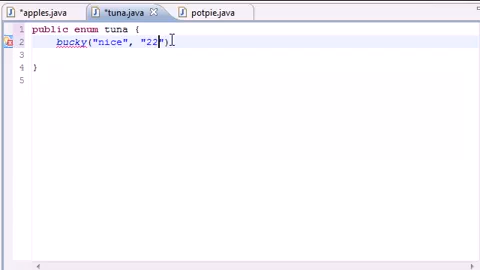 *apples.java *tuna.java potpie.java
1 public enum tuna {
2 bucky("nice", "22")
3
4 }
5